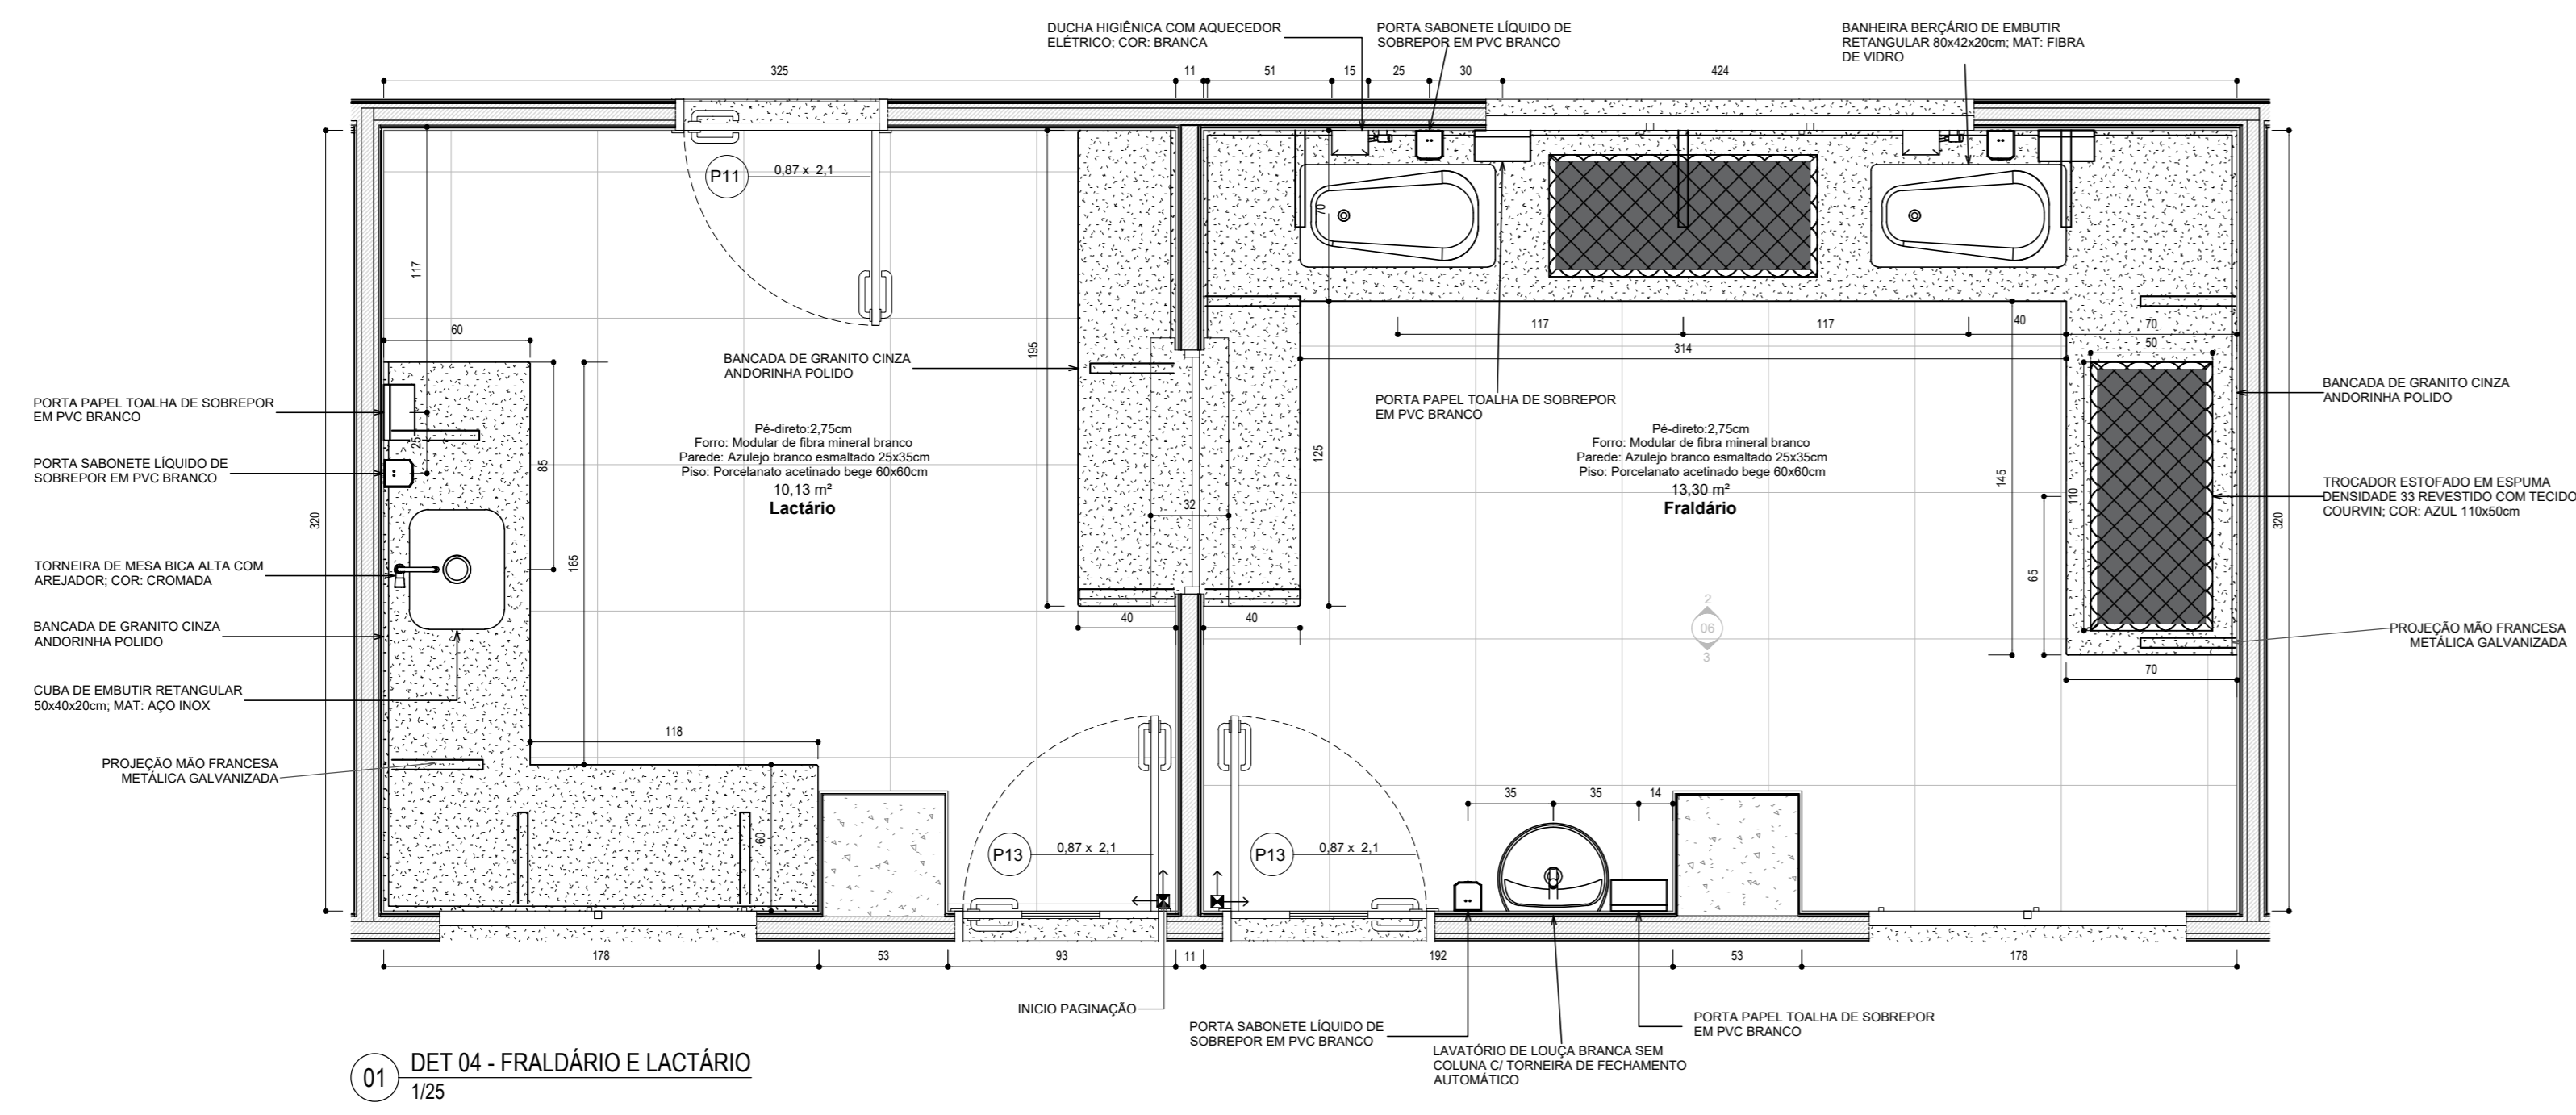 DUCHA HIGIÊNICA COM AQUECEDOR
ELÉTRICO; COR: BRANCA
PORTA SABONETE LÍQUIDO DE
SOBREPOR EM PVC BRANCO
BANHEIRA BERÇÁRIO DE EMBUTIR
RETANGULAR 80x42x20cm; MAT: FIBRA
DE VIDRO
325
11
51
15
25
30
424
P11
0,87 x 2,1
70
117
60
195
117
117
40
70
314
50
BANCADA DE GRANITO CINZA
ANDORINHA POLIDO
PORTA PAPEL TOALHA DE SOBREPOR
EM PVC BRANCO
PORTA PAPEL TOALHA DE SOBREPOR
EM PVC BRANCO
BANCADA DE GRANITO CINZA
ANDORINHA POLIDO
25
85
Pé-direto:2,75cm
Forro: Modular de fibra mineral branco
Parede: Azulejo branco esmaltado 25x35cm
Piso: Porcelanato acetinado bege 60x60cm
10,13 m²
Lactário
125
Pé-direto:2,75cm
Forro: Modular de fibra mineral branco
Parede: Azulejo branco esmaltado 25x35cm
Piso: Porcelanato acetinado bege 60x60cm
13,30 m²
Fraldário
145
110
PORTA SABONETE LÍQUIDO DE
SOBREPOR EM PVC BRANCO
TROCADOR ESTOFADO EM ESPUMA
DENSIDADE 33 REVESTIDO COM TECIDO
COURVIN; COR: AZUL 110x50cm
320
32
320
165
65
TORNEIRA DE MESA BICA ALTA COM
AREJADOR; COR: CROMADA
2
06
3
40
40
BANCADA DE GRANITO CINZA
ANDORINHA POLIDO
PROJEÇÃO MÃO FRANCESA
METÁLICA GALVANIZADA
70
CUBA DE EMBUTIR RETANGULAR
50x40x20cm; MAT: AÇO INOX
118
PROJEÇÃO MÃO FRANCESA
METÁLICA GALVANIZADA
35
35
14
60
P13
0,87 x 2,1
P13
0,87 x 2,1
178
53
93
11
192
53
178
INICIO PAGINAÇÃO
PORTA SABONETE LÍQUIDO DE
SOBREPOR EM PVC BRANCO
PORTA PAPEL TOALHA DE SOBREPOR
EM PVC BRANCO
LAVATÓRIO DE LOUÇA BRANCA SEM
COLUNA C/ TORNEIRA DE FECHAMENTO
AUTOMÁTICO
01
DET 04 - FRALDÁRIO E LACTÁRIO
1/25